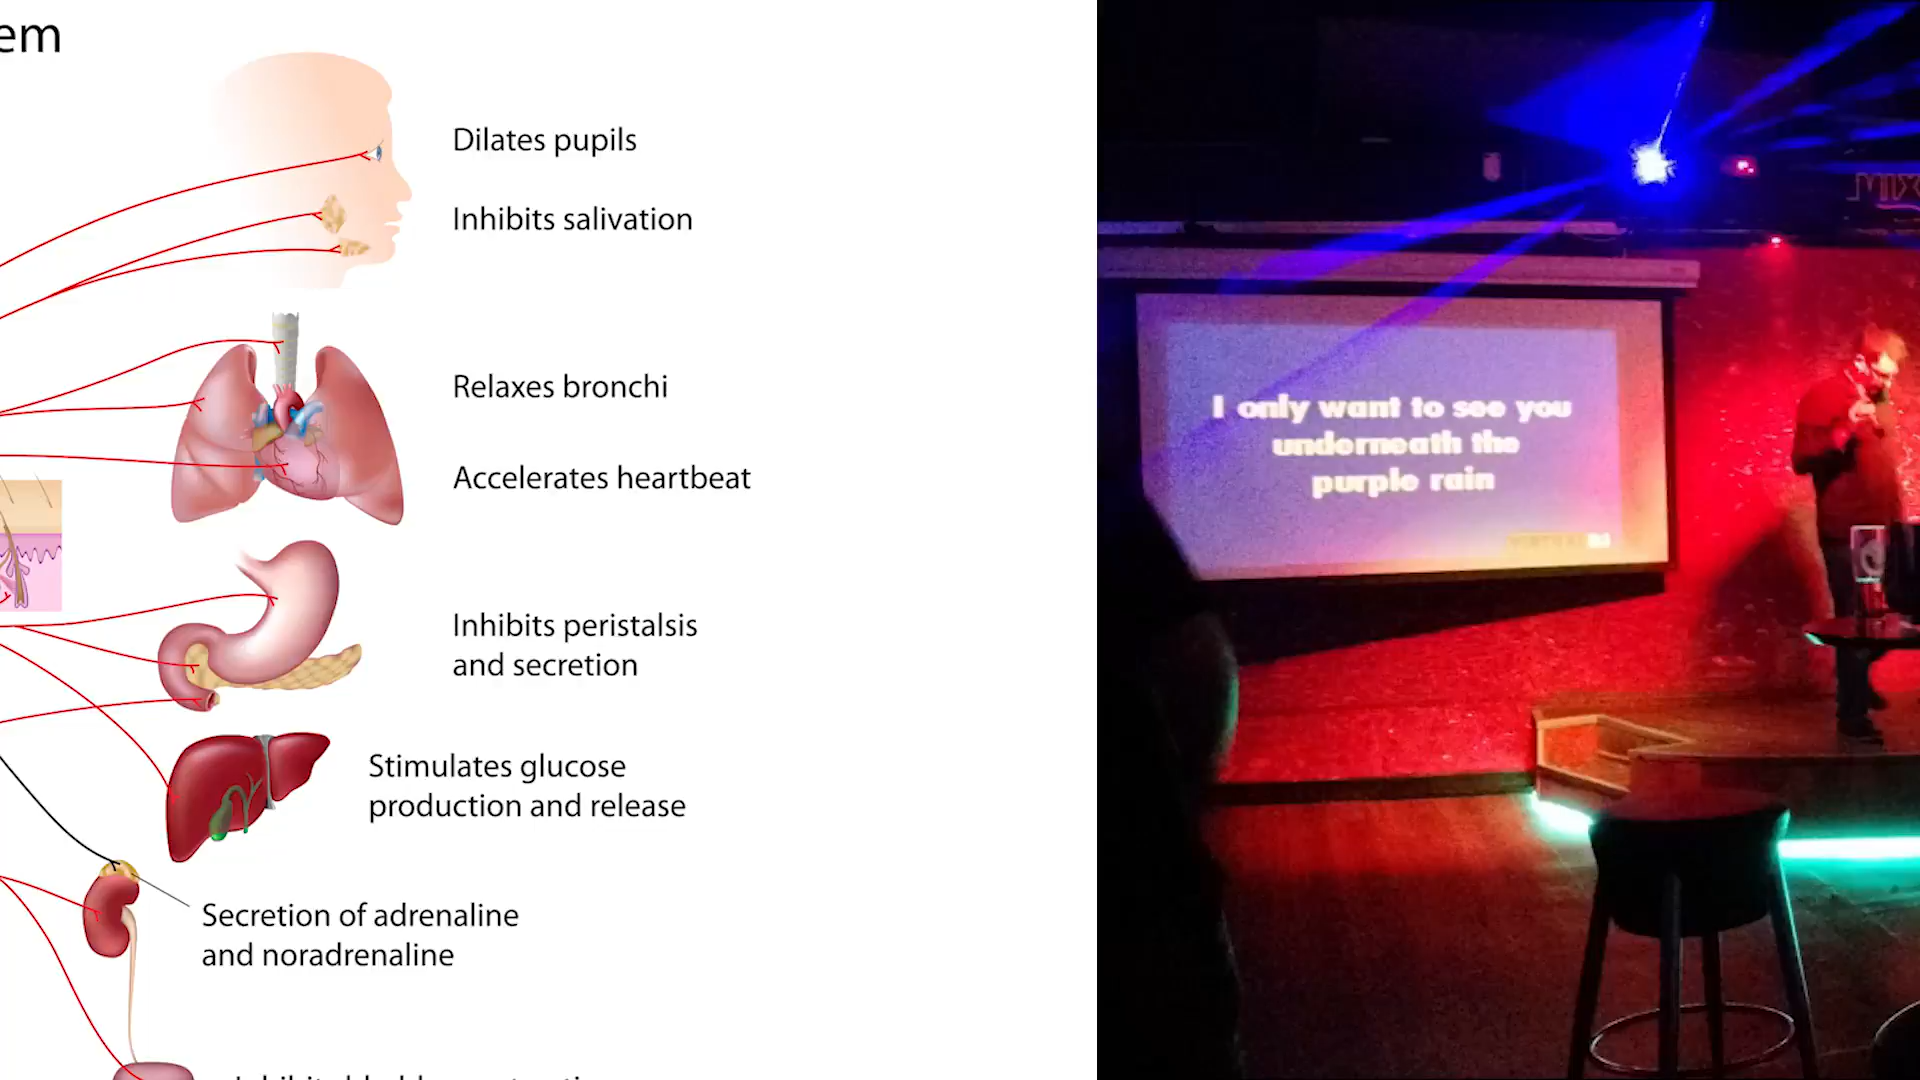 em
Dilates pupils
Inhibits salivation
Relaxes bronchi
Accelerates heartbeat
Inhibits peristalsis
and secretion
Stimulates glucose
production and release
Secretion of adrenaline
and noradrenaline
I only want to see you
underneath the
purple rain